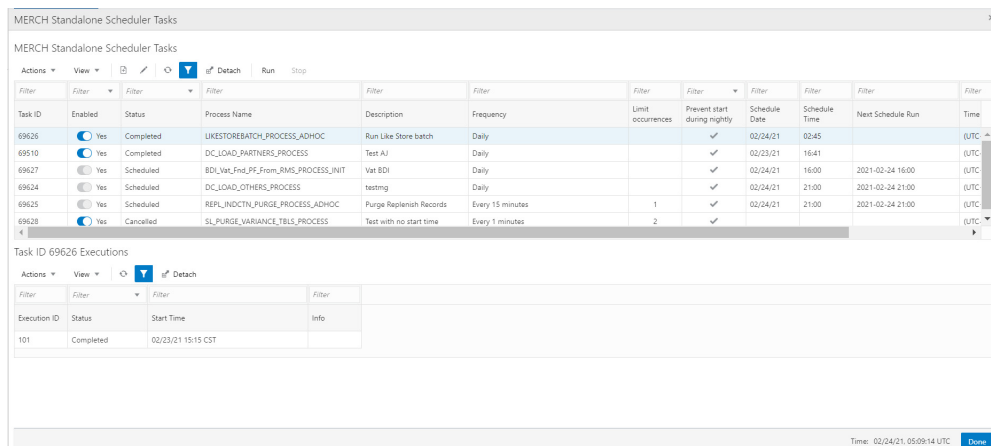 MERCH Standalone Scheduler Tasks
MERCH Standalone Scheduler Tasks
Actions View Detach Run Stop
Filter Filter Filter Filter Filter Filter Filter Filter Filter Filter Filter Filter
Task ID Enabled Status Process Name Description Frequency Limit occurrences Prevent start during nightly Schedule Date Schedule Time Next Schedule Run Time
69626 Yes Completed LIKESTOREBATCH_PROCESS_ADHOC Run Like Store batch Daily 02/24/21 02:45 (UTC-
69510 Yes Completed DC_LOAD_PARTNERS_PROCESS Test AJ Daily 02/23/21 16:41 (UTC
69627 Yes Scheduled BDI_Vat_Fnd_PF_From_RMS_PROCESS_INIT Vat BDI Daily 02/24/21 16:00 2021-02-24 16:00 (UTC
69624 Yes Scheduled DC_LOAD_OTHERS_PROCESS testmg Daily 02/24/21 21:00 2021-02-24 21:00 (UTC
69625 Yes Scheduled REPL_INDCTN_PURGE_PROCESS_ADHOC Purge Replenish Records Every 15 minutes 1 02/24/21 21:00 2021-02-24 21:00 (UTC
69628 Yes Cancelled SL_PURGE_VARIANCE_TBLS_PROCESS Test with no start time Every 1 minutes 2 (UTC-
Task ID 69626 Executions
Actions View Detach
Filter Filter Filter Filter
Execution ID Status Start Time Info
101 Completed 02/23/21 15:15 CST
Time: 02/24/21, 05:09:14 UTC Done